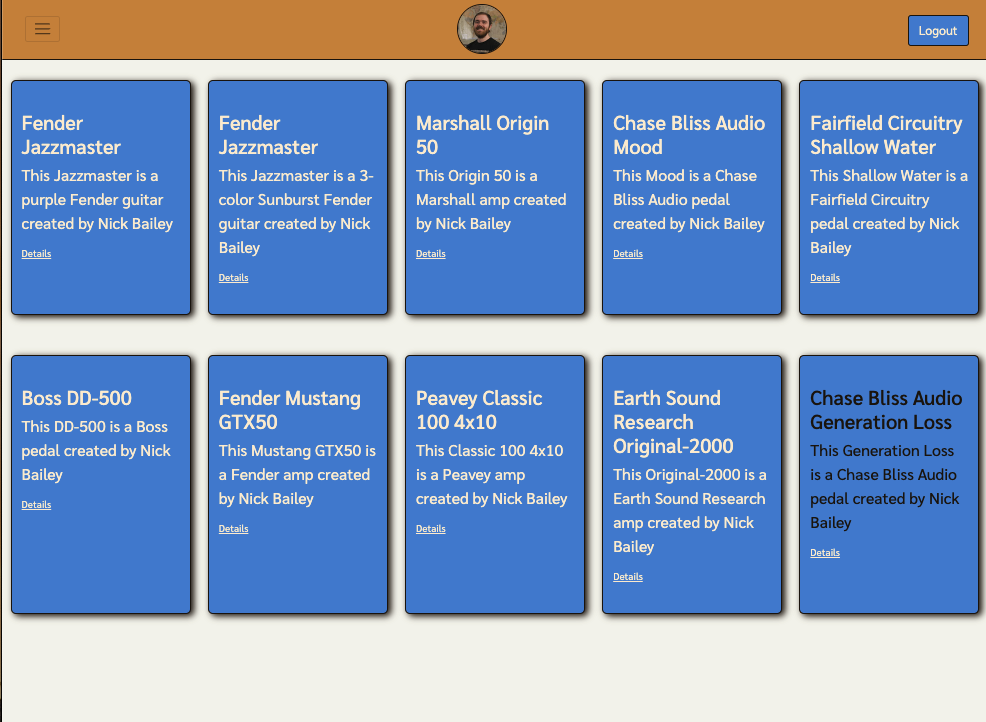 Logout
Fender
Jazzmaster
This Jazzmaster is a
purple Fender guitar
created by Nick Bailey
Details
Fender
Jazzmaster
This Jazzmaster is a 3-
color Sunburst Fender
guitar created by Nick
Bailey
Details
Marshall Origin
50
This Origin 50 is a
Marshall amp created
by Nick Bailey
Details
Chase Bliss Audio
Mood
This Mood is a Chase
Bliss Audio pedal
created by Nick Bailey
Details
Fairfield Circuitry
Shallow Water
This Shallow Water is a
Fairfield Circuitry
pedal created by Nick
Bailey
Details
Boss DD-500
This DD-500 is a Boss
pedal created by Nick
Bailey
Details
Fender Mustang
GTX50
This Mustang GTX50 is
a Fender amp created
by Nick Bailey
Details
Peavey Classic
100 4x10
This Classic 100 4x10
is a Peavey amp
created by Nick Bailey
Details
Earth Sound
Research
Original-2000
This Original-2000 is a
Earth Sound Research
amp created by Nick
Bailey
Details
Chase Bliss Audio
Generation Loss
This Generation Loss
is a Chase Bliss Audio
pedal created by Nick
Bailey
Details